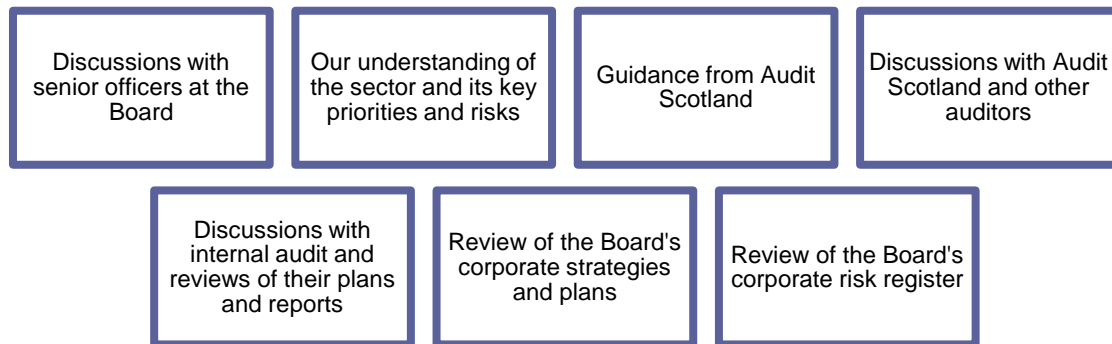 Discussions with
senior officers at the
Board
Our understanding of
the sector and its key
priorities and risks
Guidance from Audit
Scotland
Discussions with Audit
Scotland and other
auditors
Discussions with
internal audit and
reviews of their plans
and reports
Review of the Board's
corporate strategies
and plans
Review of the Board's
corporate risk register